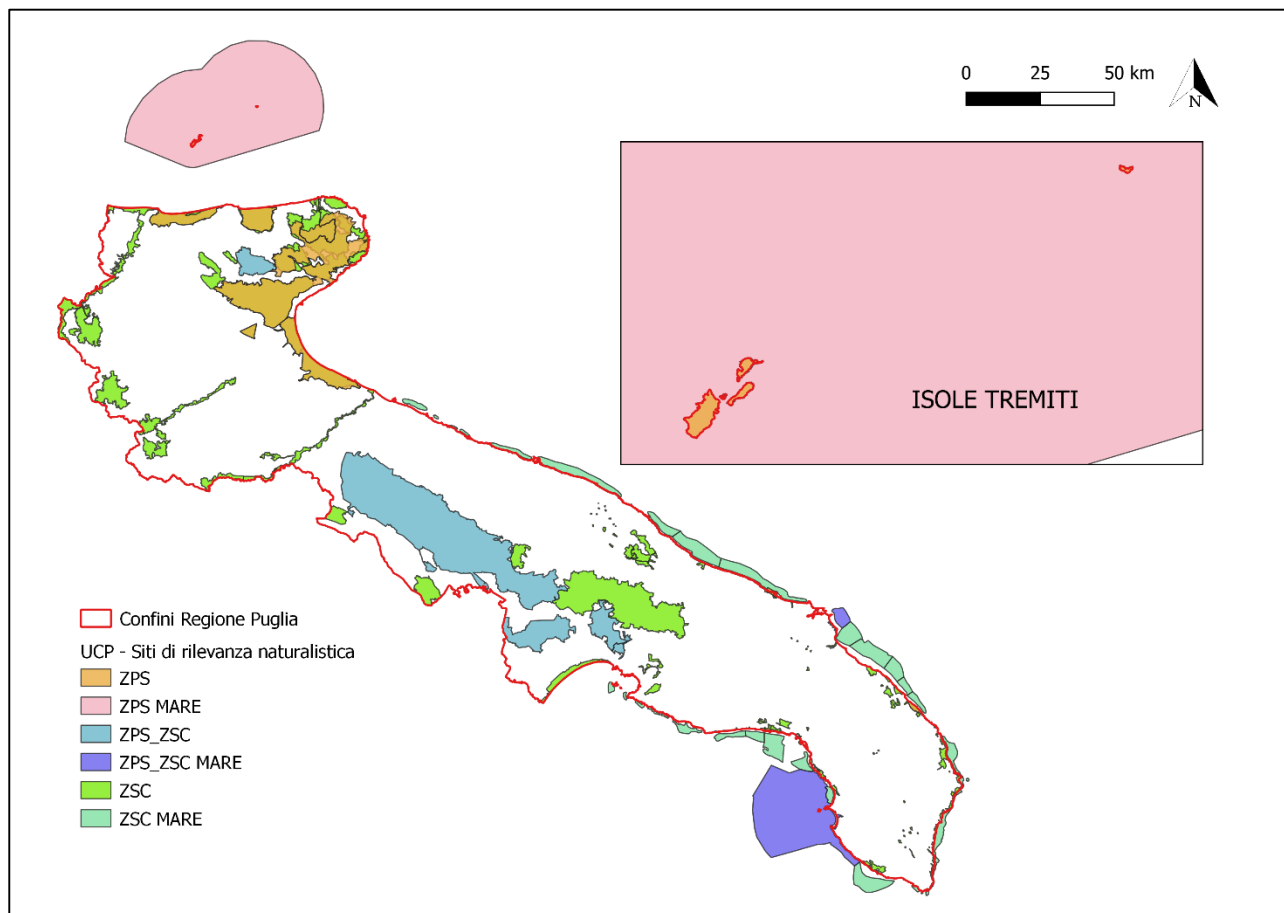 0 25 50 km
N
ISOLE TREMITI
Confini Regione Puglia
UCP - Siti di rilevanza naturalistica
ZPS
ZPS MARE
ZPS_ZSC
ZPS_ZSC MARE
ZSC
ZSC MARE